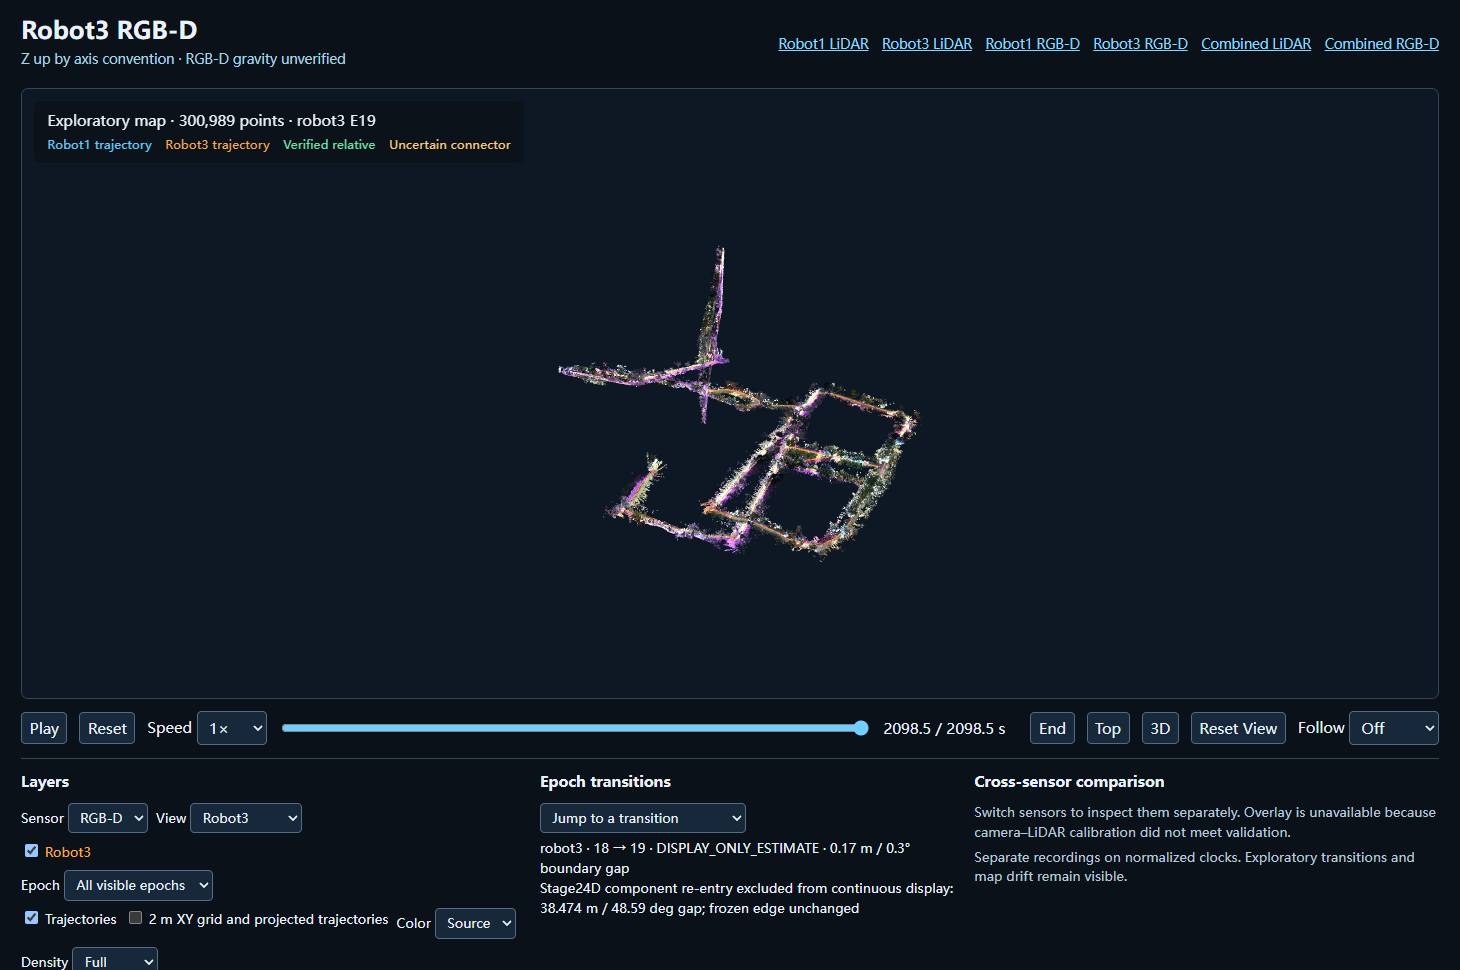 Robot3 RGB-D
Z up by axis convention · RGB-D gravity unverified
Robot1 LiDAR Robot3 LiDAR Robot1 RGB-D Robot3 RGB-D Combined LiDAR Combined RGB-D
Exploratory map · 300,989 points · robot3 E19
Robot1 trajectory Robot3 trajectory Verified relative Uncertain connector
Play Reset Speed 1× 2098.5 / 2098.5 s End Top 3D Reset View Follow Off
Layers
Sensor RGB-D View Robot3
Robot3
Epoch All visible epochs
Trajectories 2 m XY grid and projected trajectories Color Source
Density Full
Epoch transitions
Jump to a transition
robot3 · 18 → 19 · DISPLAY_ONLY_ESTIMATE · 0.17 m / 0.3°
boundary gap
Stage24D component re-entry excluded from continuous display:
38.474 m / 48.59 deg gap; frozen edge unchanged
Cross-sensor comparison
Switch sensors to inspect them separately. Overlay is unavailable because
camera–LiDAR calibration did not meet validation.
Separate recordings on normalized clocks. Exploratory transitions and
map drift remain visible.